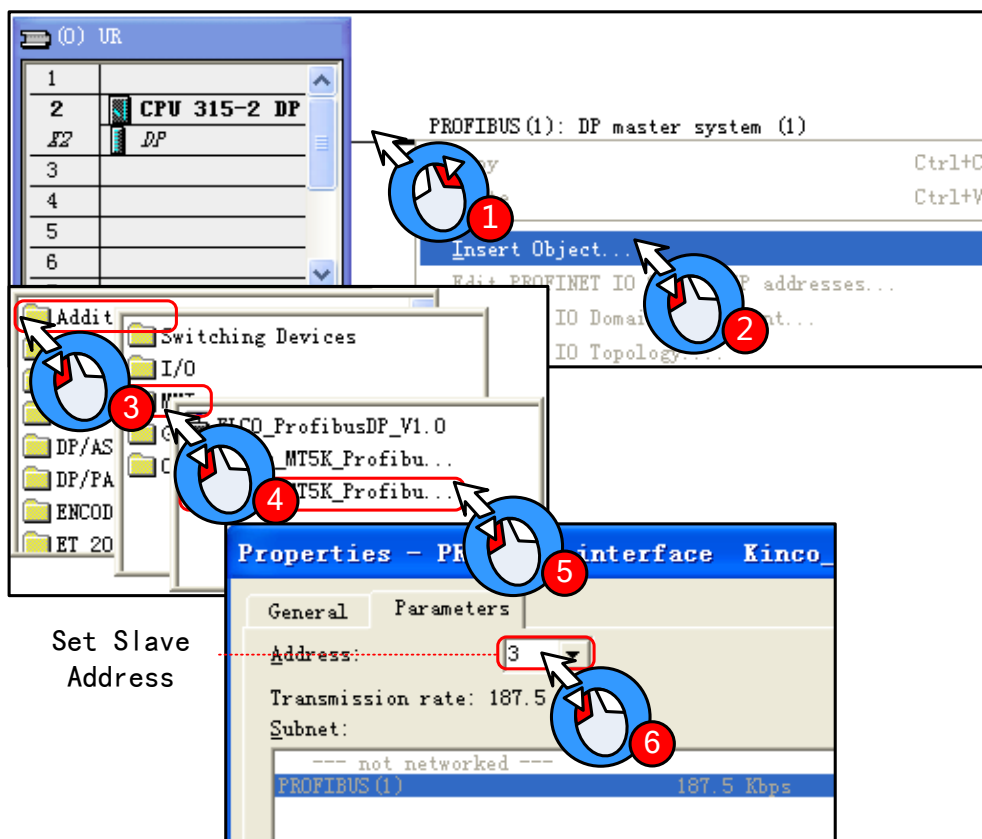 (0) UR
1
2 CPU 315-2 DP
X2 DP
3
4
5
6
PROFIBUS(1): DP master system (1)
Ctrl+C
Ctrl+V
1
Insert Object...
Edit PROFINET IO P addresses...
IO Domai nt...
IO Topology....
2
Addit
DP/AS
DP/PA
ENCOD
ET 20
3
Switching Devices
I/O
4
ELCO_ProfibusDP_V1.0
_MT5K_Profibu...
MT5K_Profibu...
5
Properties - PR interface Kinco_
General Parameters
Set Slave
Address
Address: 3
Transmission rate: 187.5
Subnet:
6
--- not networked ---
PROFIBUS(1) 187.5 Kbps